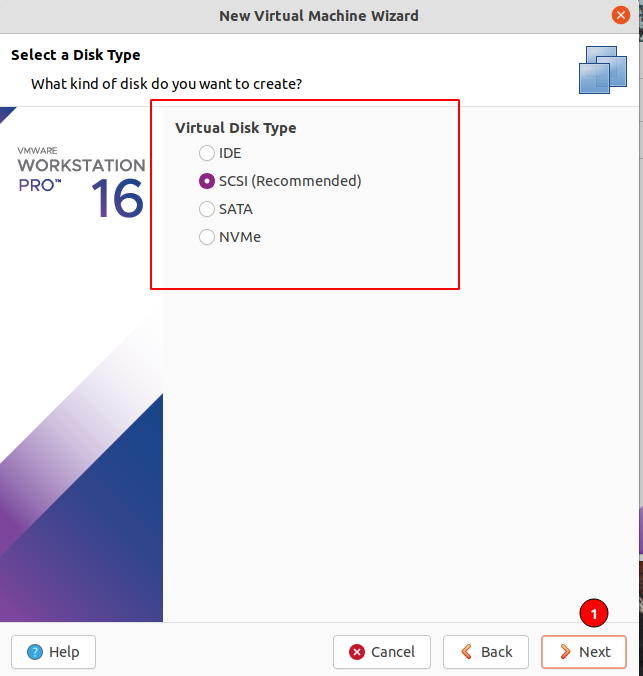 New Virtual Machine Wizard
Select a Disk Type
What kind of disk do you want to create?
VMWARE
WORKSTATION
PRO™ 16
Virtual Disk Type
IDE
SCSI (Recommended)
SATA
NVMe
1
Help
Cancel
Back
Next